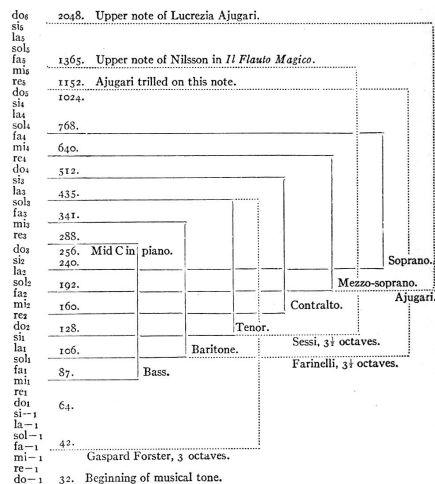 do6 2048. Upper note of Lucrezia Ajugari.
si5
la5
sol5
fa5 1365. Upper note of Nilsson in Il Flauto Magico.
mi5
re5 1152. Ajugari trilled on this note.
do5 1024.
si4
la4
sol4 768.
fa4
mi4 640.
re4
do4 512.
si3
la3 435.
sol3
fa3 341.
mi3
re3 288.
do3 256. Mid C in piano.
si2 240. Soprano.
la2
sol2 192. Mezzo-soprano.
fa2 Ajugari.
mi2 160. Contralto.
re2
do2 128. Tenor.
si1 Sessi, 3½ octaves.
la1 106. Baritone.
sol1 Farinelli, 3½ octaves.
fa1 87. Bass.
mi1
re1
do1 64.
si—1
la—1
sol—1
fa—1 42.
mi—1 Gaspard Forster, 3 octaves.
re—1
do—1 32. Beginning of musical tone.